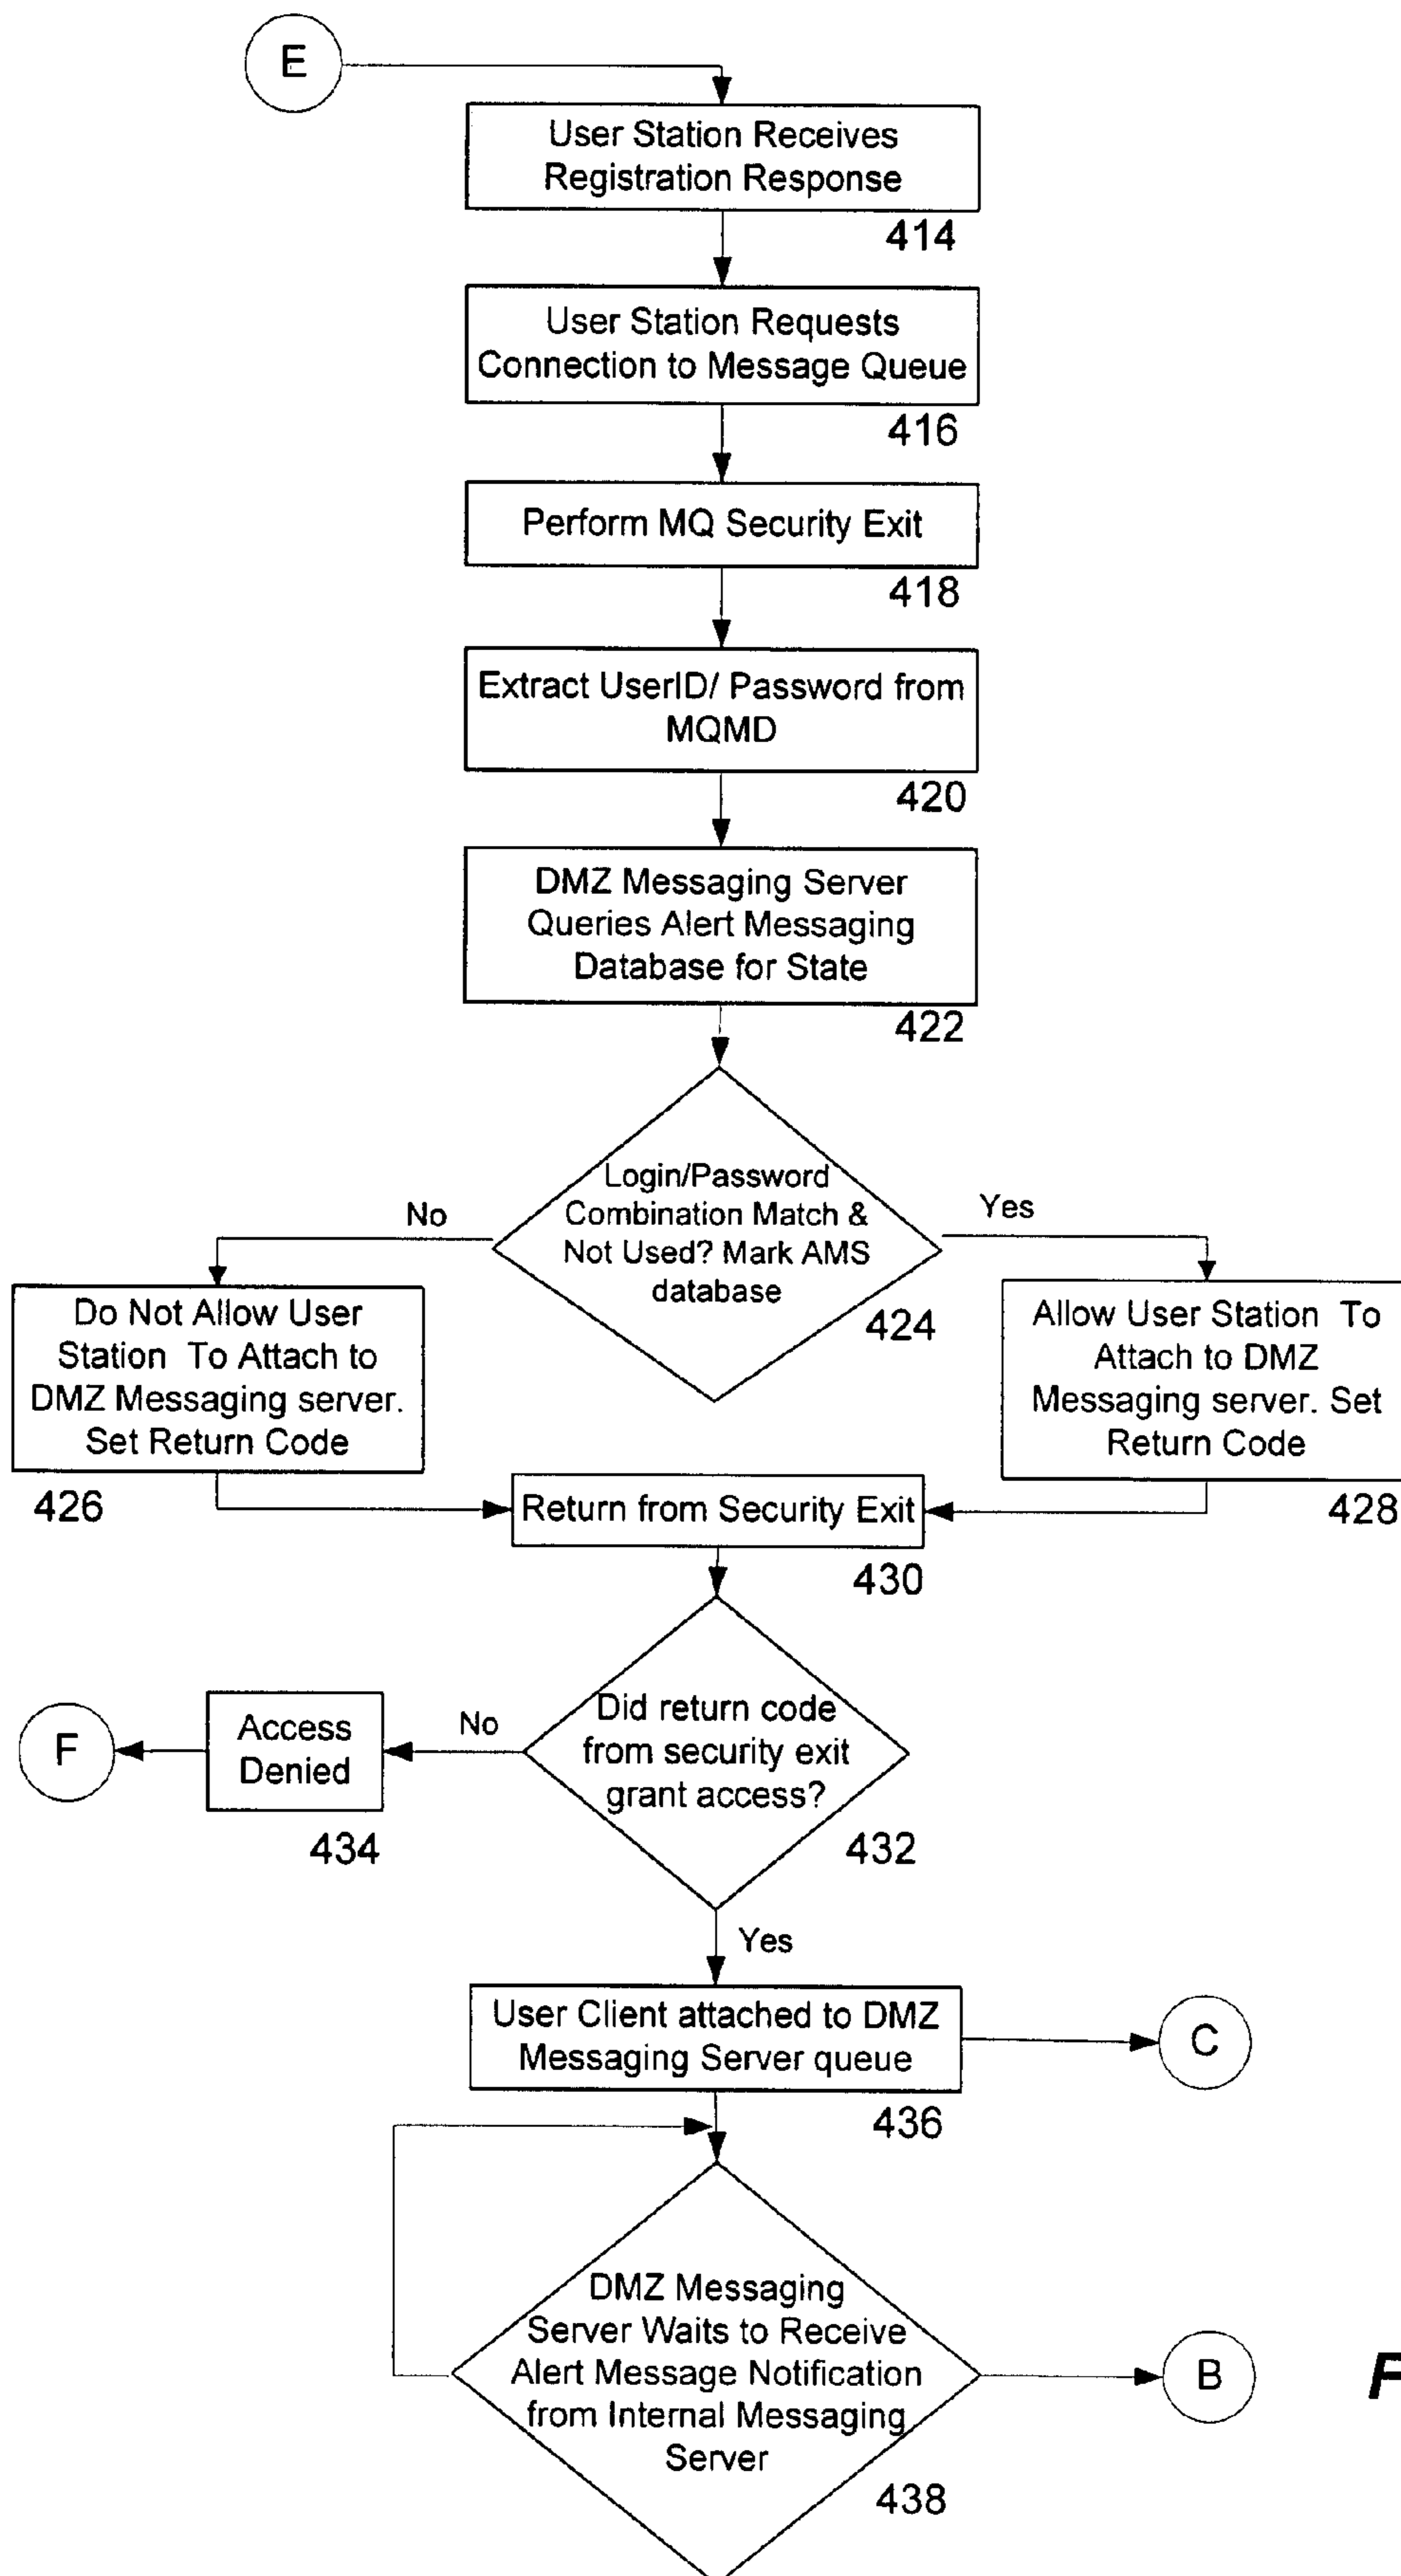 E
User Station Receives
Registration Response
414
User Station Requests
Connection to Message Queue
416
Perform MQ Security Exit
418
Extract UserID/ Password from
MQMD
420
DMZ Messaging Server
Queries Alert Messaging
Database for State
422
Login/Password
Combination Match &
Not Used? Mark AMS
database
424
No
Yes
Do Not Allow User
Station To Attach to
DMZ Messaging server.
Set Return Code
426
Allow User Station To
Attach to DMZ
Messaging server. Set
Return Code
428
Return from Security Exit
430
Did return code
from security exit
grant access?
432
No
Access
Denied
434
F
Yes
User Client attached to DMZ
Messaging Server queue
436
C
DMZ Messaging
Server Waits to Receive
Alert Message Notification
from Internal Messaging
Server
438
B